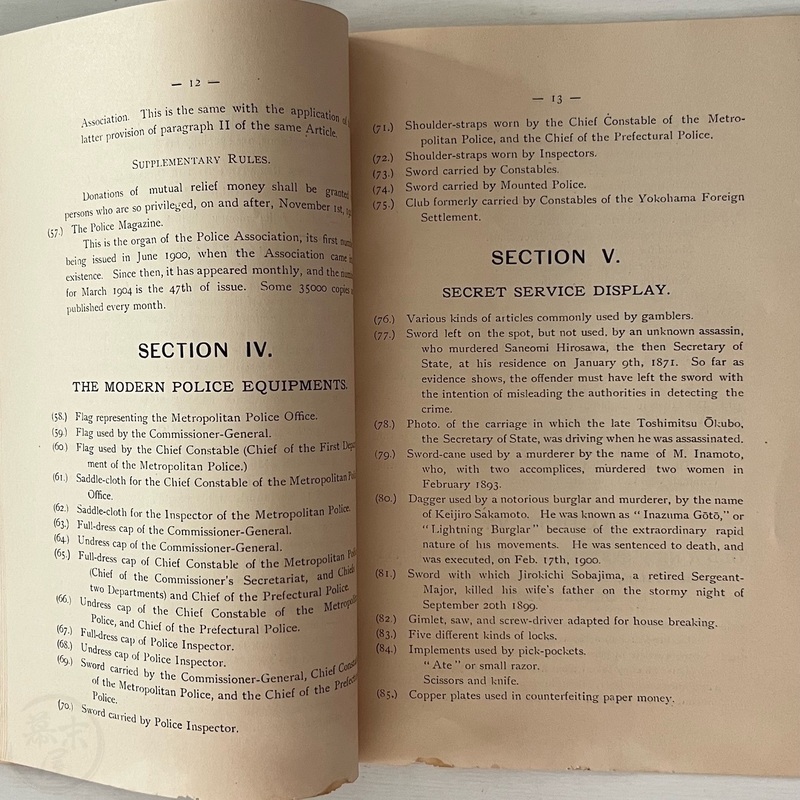 — 12 —
Association. This is the same with the application of
latter provision of paragraph II of the same Article.
SUPPLEMENTARY RULES.
Donations of mutual relief money shall be granted
persons who are so privileged, on and after, November 1st,
(57.) The Police Magazine.
This is the organ of the Police Association, its first
being issued in June 1900, when the Association came
existence. Since then, it has appeared monthly, and the
for March 1904 is the 47th of issue. Some 35000 copies
published every month.
SECTION IV.
THE MODERN POLICE EQUIPMENTS.
(58.) Flag representing the Metropolitan Police Office.
(59.) Flag used by the Commissioner-General.
(60.) Flag used by the Chief Constable (Chief of the First
ment of the Metropolitan Police.)
(61.) Saddle-cloth for the Chief Constable of the Metropolitan
Office.
(62.) Saddle-cloth for the Inspector of the Metropolitan Police.
(63.) Full-dress cap of the Commissioner-General.
(64.) Undress cap of the Commissioner-General.
(65.) Full-dress cap of Chief Constable of the Metropolitan
(Chief of the Commissioner's Secretariat, and
two Departments) and Chief of the Prefectural Police.
(66.) Undress cap of the Chief Constable of the
Police, and Chief of the Prefectural Police.
(67.) Full-dress cap of Police Inspector.
(68.) Undress cap of Police Inspector.
(69.) Sword carried by the Commissioner-General, Chief
of the Metropolitan Police, and the Chief of the
Police.
(70.) Sword carried by Police Inspector.
— 13 —
(71.) Shoulder-straps worn by the Chief Constable of the Metro-
politan Police, and the Chief of the Prefectural Police.
(72.) Shoulder-straps worn by Inspectors.
(73.) Sword carried by Constables.
(74.) Sword carried by Mounted Police.
(75.) Club formerly carried by Constables of the Yokohama Foreign
Settlement.
SECTION V.
SECRET SERVICE DISPLAY.
(76.) Various kinds of articles commonly used by gamblers.
(77.) Sword left on the spot, but not used, by an unknown assassin,
who murdered Saneomi Hirosawa, the then Secretary of
State, at his residence on January 9th, 1871. So far as
evidence shows, the offender must have left the sword with
the intention of misleading the authorities in detecting the
crime.
(78.) Photo. of the carriage in which the late Toshimitsu Ōkubo,
the Secretary of State, was driving when he was assassinated.
(79.) Sword-cane used by a murderer by the name of M. Inamoto,
who, with two accomplices, murdered two women in
February 1893.
(80.) Dagger used by a notorious burglar and murderer, by the name
of Keijiro Sakamoto. He was known as “Inazuma Gōtō,” or
“Lightning Burglar” because of the extraordinary rapid
nature of his movements. He was sentenced to death, and
was executed, on Feb. 17th, 1900.
(81.) Sword with which Jirokichi Sobajima, a retired Sergeant-
Major, killed his wife's father on the stormy night of
September 20th 1899.
(82.) Gimlet, saw, and screw-driver adapted for house breaking.
(83.) Five different kinds of locks.
(84.) Implements used by pick-pockets.
“Ate” or small razor.
Scissors and knife.
(85.) Copper plates used in counterfeiting paper money.